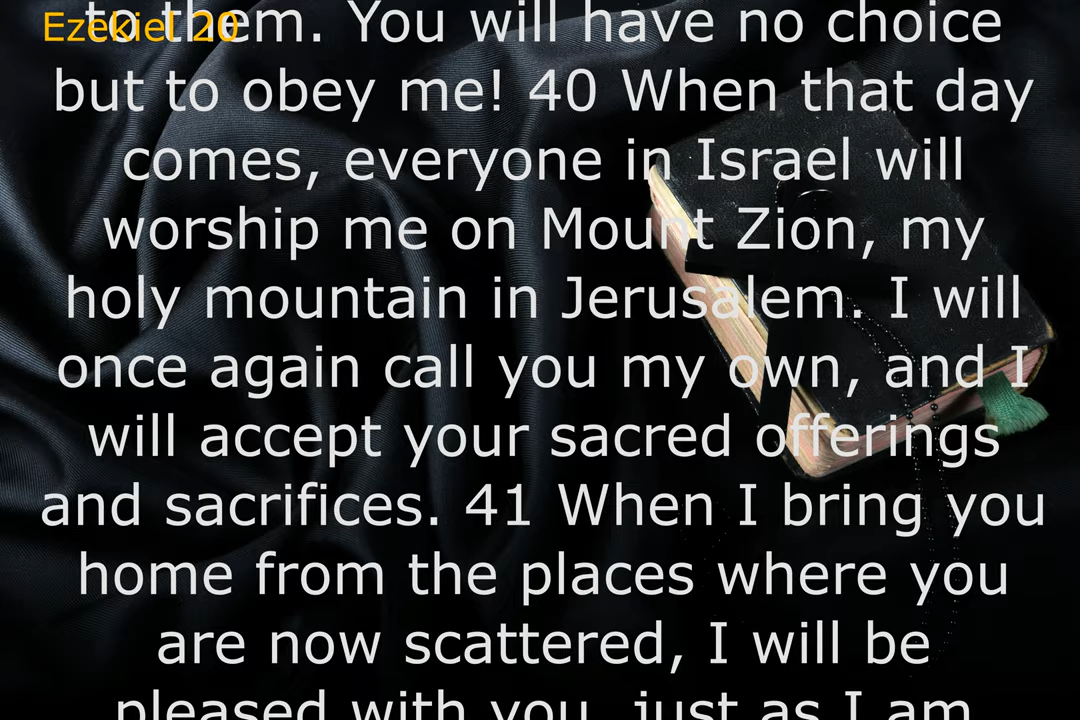 Ezekiel 20
to them. You will have no choice
but to obey me! 40 When that day
comes, everyone in Israel will
worship me on Mount Zion, my
holy mountain in Jerusalem. I will
once again call you my own, and I
will accept your sacred offerings
and sacrifices. 41 When I bring you
home from the places where you
are now scattered, I will be
pleased with you, just as I am